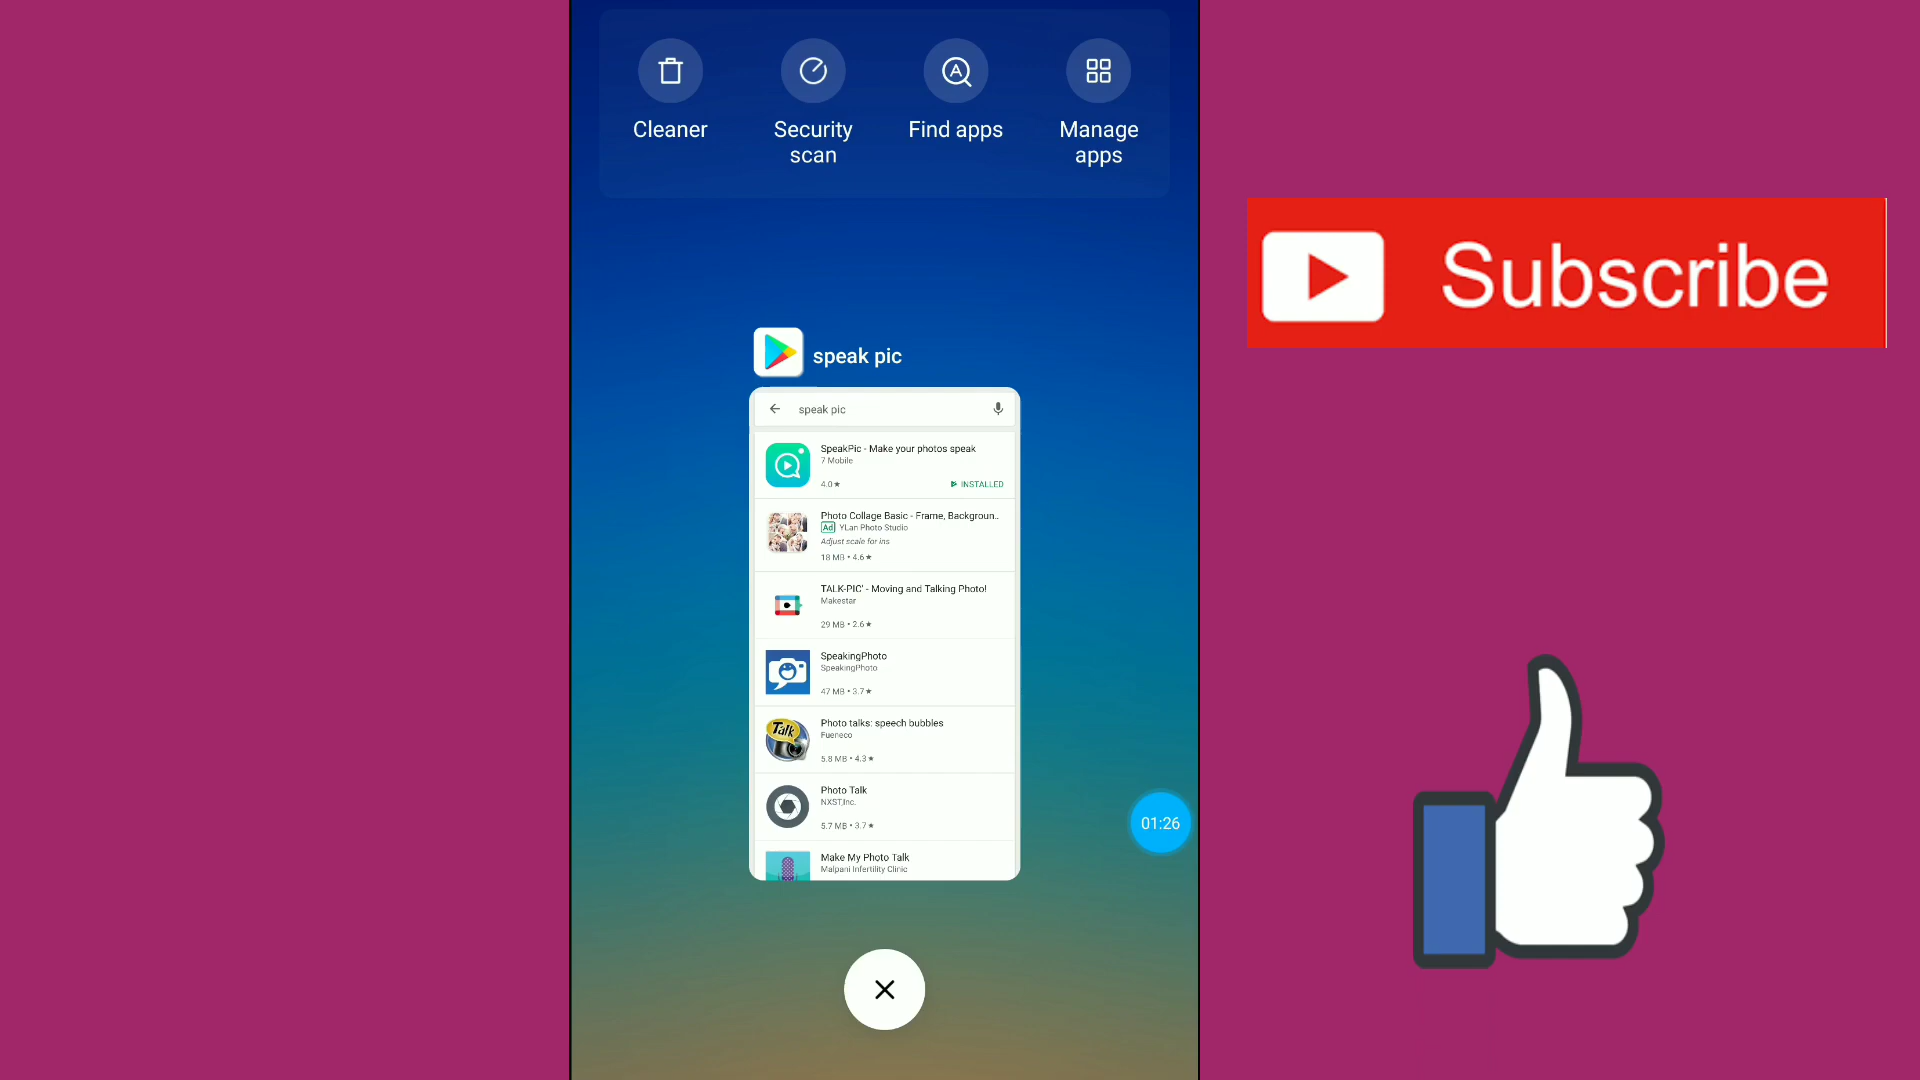 Cleaner
Security
scan
Find apps
Manage
apps
Subscribe
speak pic
speak pic
SpeakPic - Make your photos speak
7 Mobile
4.0★
INSTALLED
Photo Collage Basic - Frame, Backgroun..
Ad YLan Photo Studio
Adjust scale for ins
18 MB • 4.6★
TALK-PIC' - Moving and Talking Photo!
Makestar
29 MB • 2.6★
SpeakingPhoto
SpeakingPhoto
47 MB • 3.7★
Talk
Photo talks: speech bubbles
Fueneco
5.8 MB • 4.3★
Photo Talk
NXST,Inc.
5.7 MB • 3.7★
01:26
Make My Photo Talk
Malpani Infertility Clinic